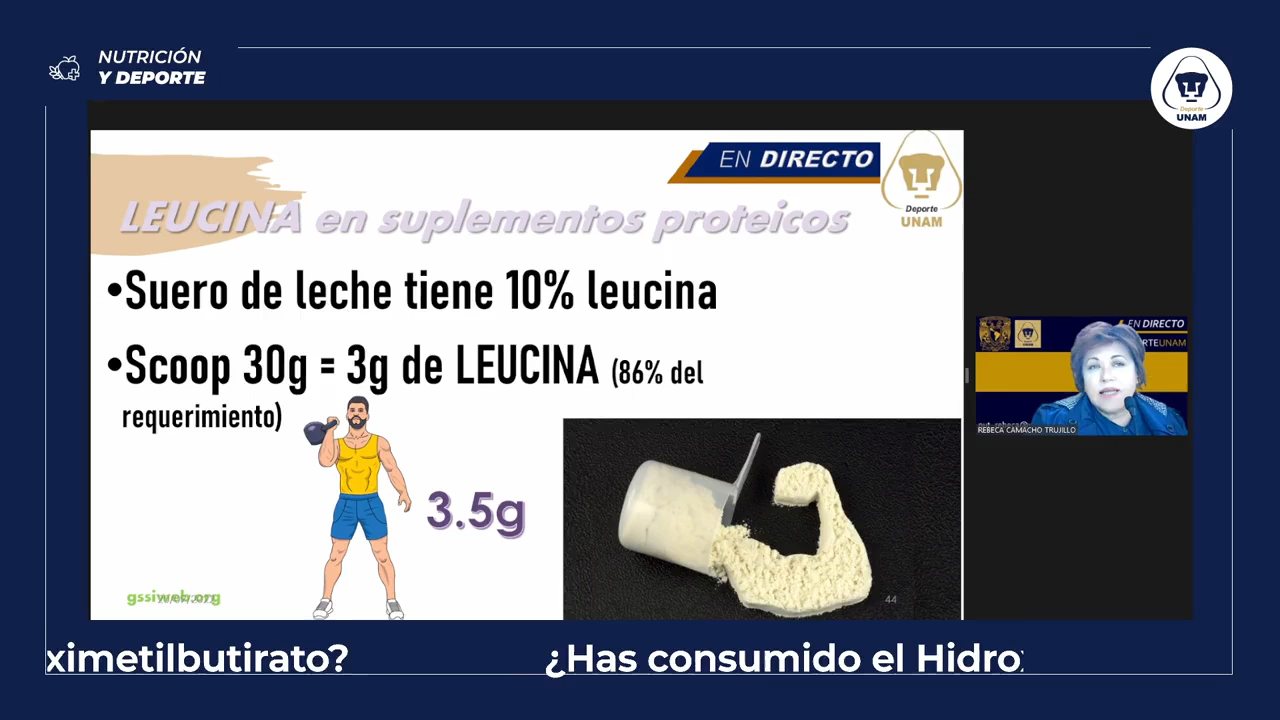 NUTRICIÓN
Y DEPORTE
Deporte
UNAM
EN DIRECTO
Deporte
UNAM
LEUCINA en suplementos proteicos
•Suero de leche tiene 10% leucina
•Scoop 30g = 3g de LEUCINA (86% del
requerimiento)
3.5g
gssiweb.org
44
EN DIRECTO
RTEUNAM
REBECA CAMACHO TRUJILLO
ximetilbutirato? ¿Has consumido el Hidro